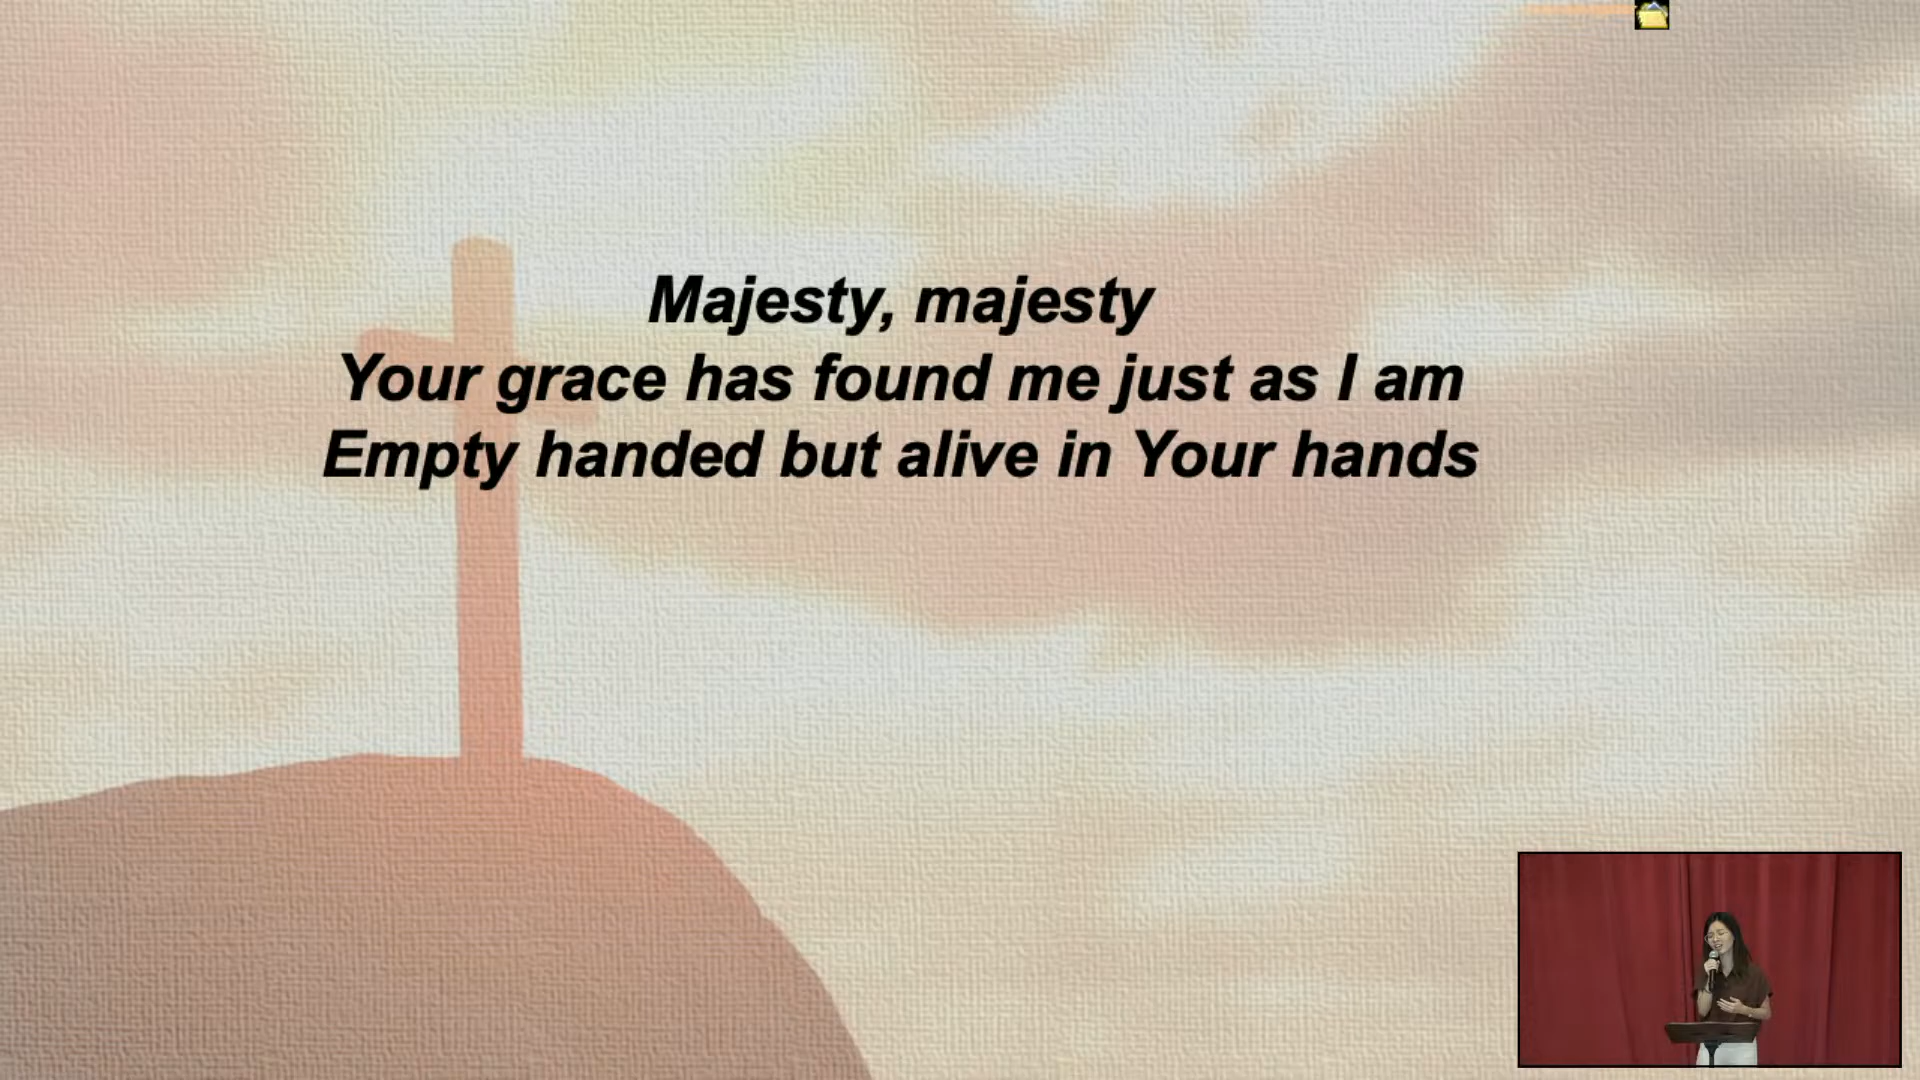 Majesty, majesty
Your grace has found me just as I am
Empty handed but alive in Your hands